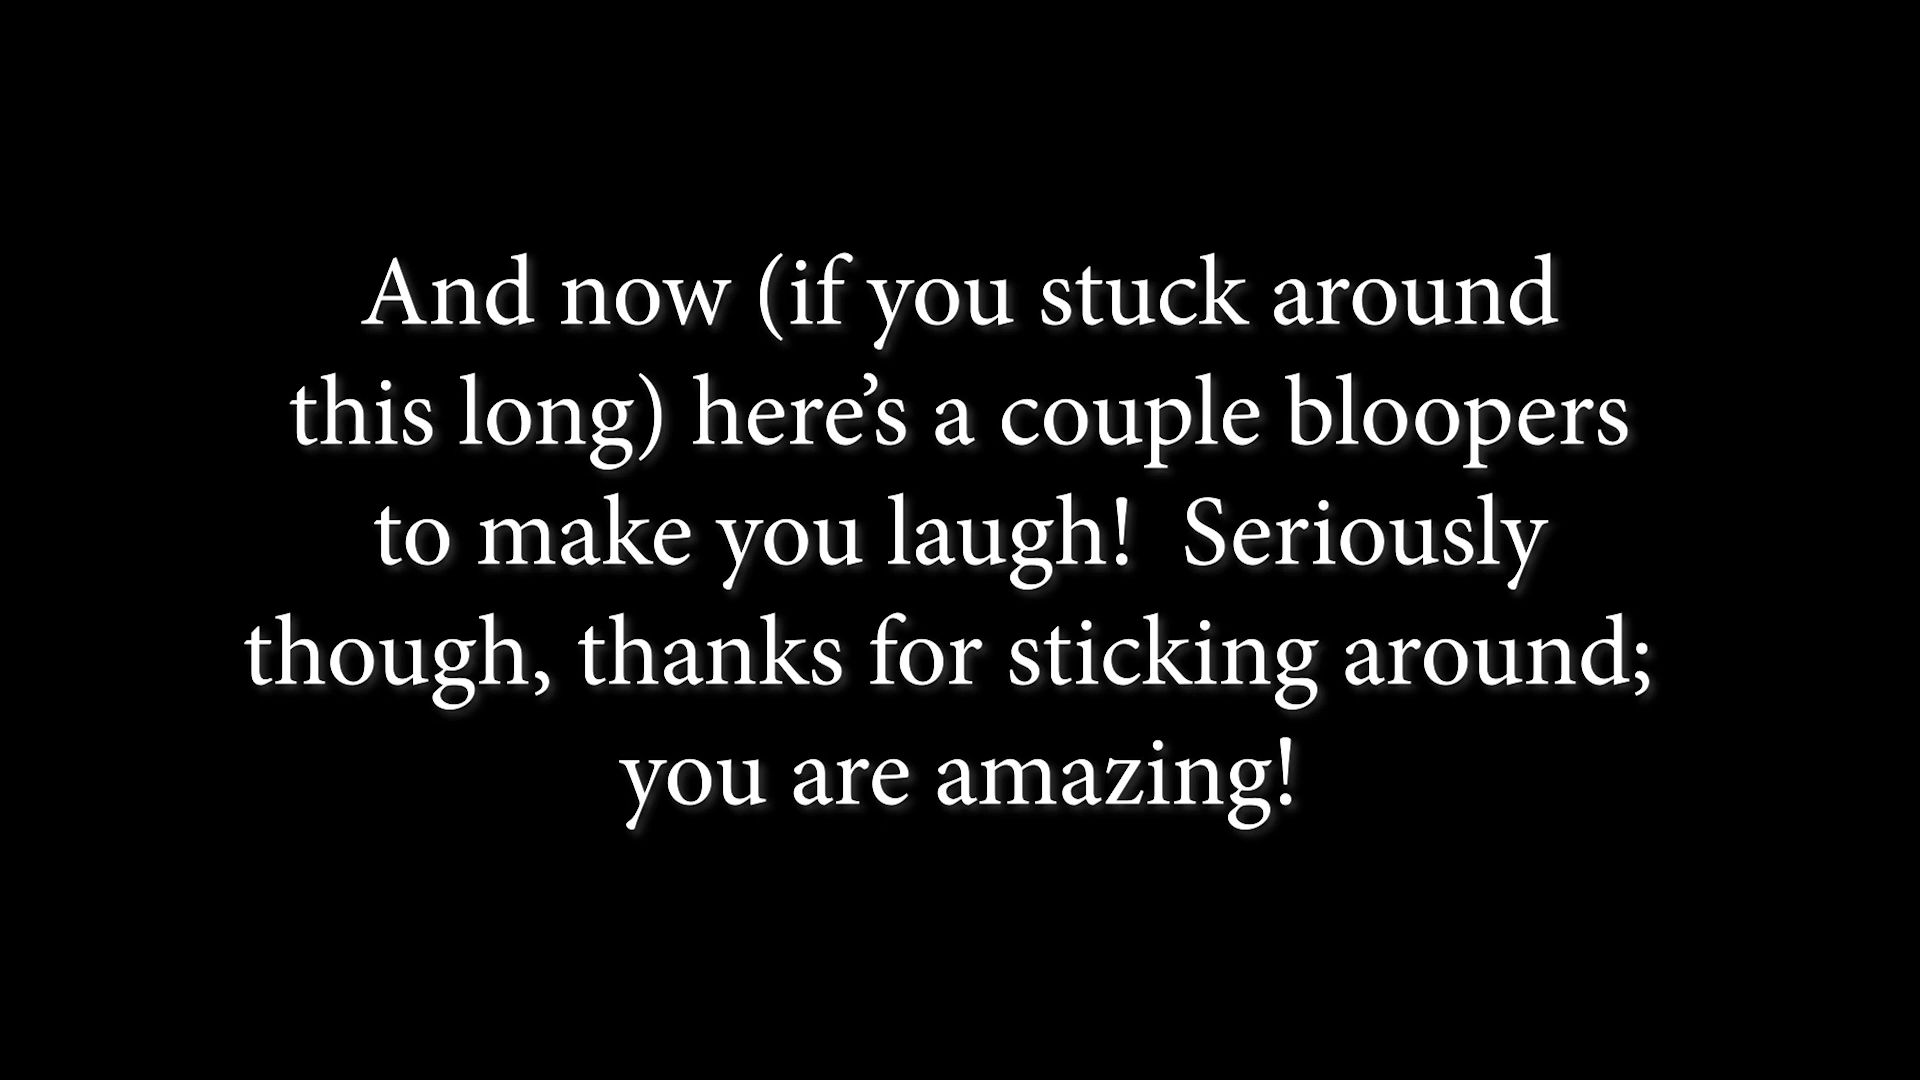 And now (if you stuck around
this long) here’s a couple bloopers
to make you laugh!  Seriously
though, thanks for sticking around;
you are amazing!